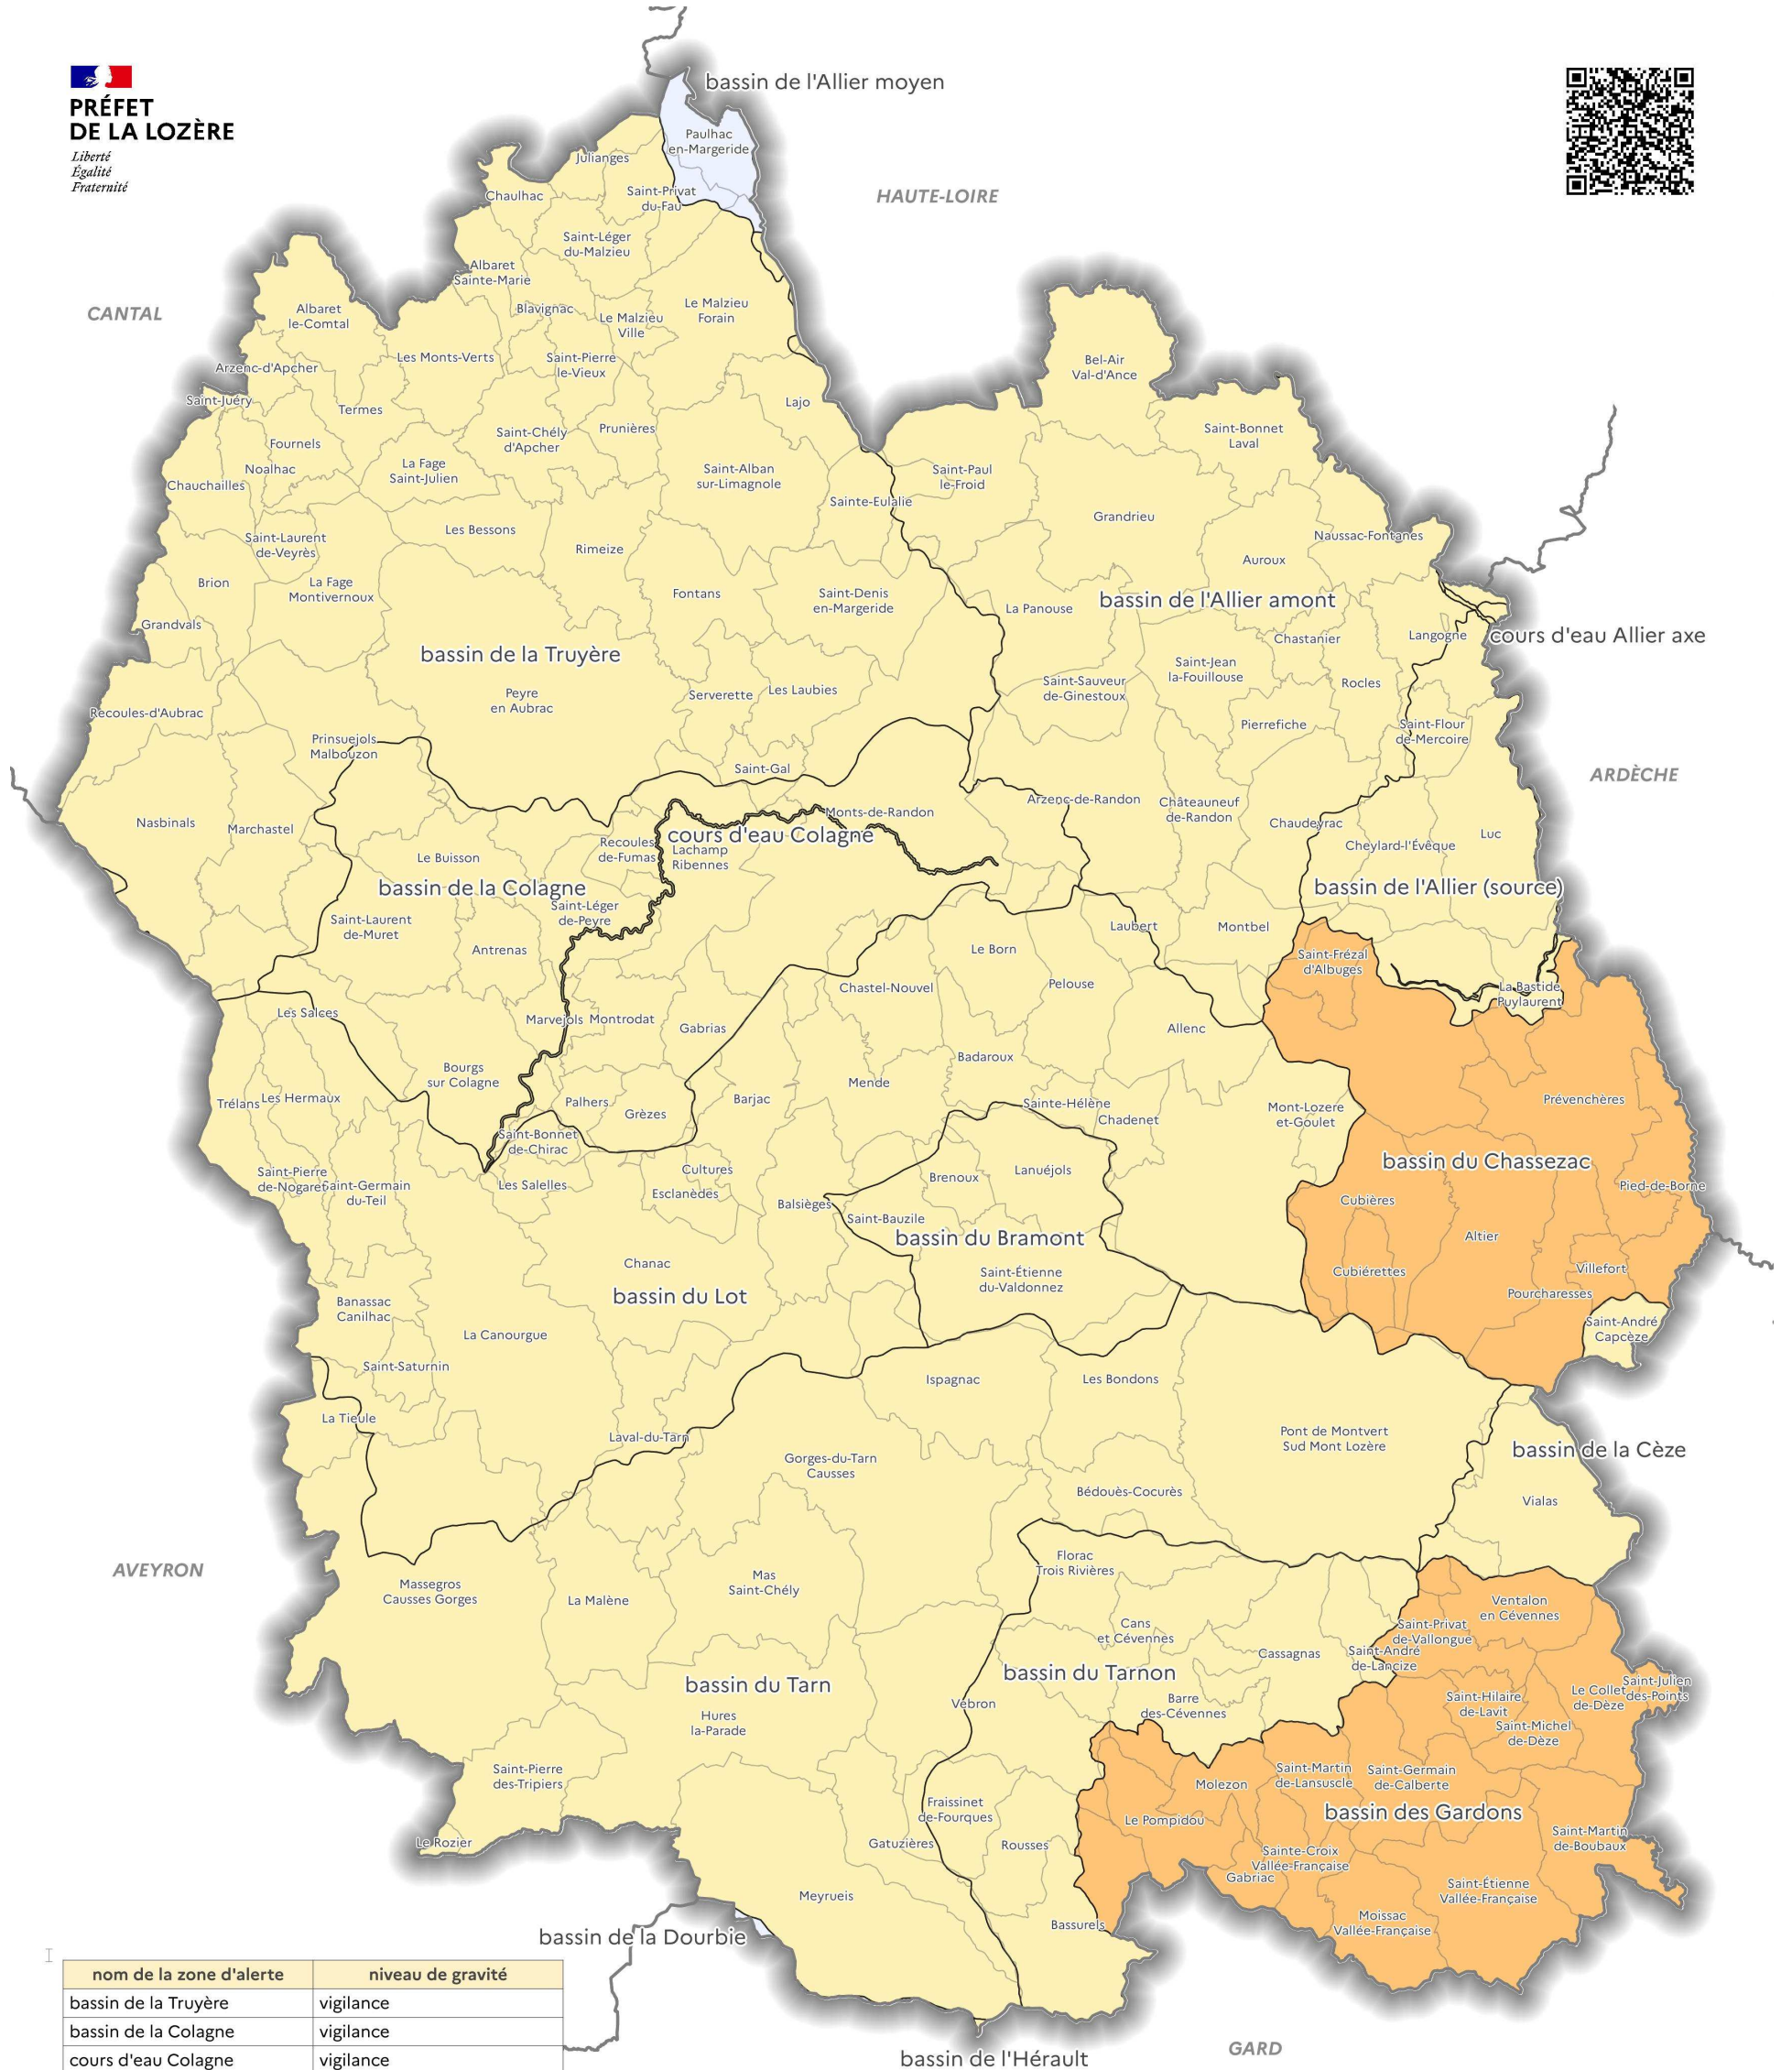 bassin de l'Allier moyen
PRÉFET
DE LA LOZÈRE
Liberté
Égalité
Fraternité
Paulhac
en-Margeride
Julianges
Chaulhac
Saint-Privat
du-Fau
HAUTE-LOIRE
Saint-Léger
du-Malzieu
Albaret
Sainte-Marie
CANTAL
Albaret
le-Comtal
Blavignac
Le Malzieu
Ville
Le Malzieu
Forain
Les Monts-Verts
Saint-Pierre
le-Vieux
Bel-Air
Val-d'Ance
Arzenc-d'Apcher
Saint-Juéry
Termes
Lajo
Fournels
Saint-Chély
d'Apcher
Prunières
Saint-Bonnet
Laval
Noalhac
Chauchailles
La Fage
Saint-Julien
Saint-Alban
sur-Limagnole
Saint-Paul
le-Froid
Sainte-Eulalie
Grandrieu
Les Bessons
Saint-Laurent
de-Veyrès
Rimeize
Naussac-Fontanes
Auroux
Brion
La Fage
Montivernoux
Fontans
Saint-Denis
en-Margeride
La Panouse
bassin de l'Allier amont
Grandvals
Chastanier
Langogne
cours d'eau Allier axe
bassin de la Truyère
Saint-Jean
la-Fouillouse
Peyre
en Aubrac
Serverette
Les Laubies
Saint-Sauveur
de-Ginestoux
Rocles
Recoules-d'Aubrac
Pierrefiche
Saint-Flour
de-Mercoire
Prinsuejols
Malbouzon
Saint-Gal
ARDÈCHE
Nasbinals
Marchastel
Monts-de-Randon
Arzenc-de-Randon
Châteauneuf
de-Randon
Chaudeyrac
Luc
Cheylard-l'Évêque
cours d'eau Colagne
Recoules
de-Fumas
Lachamp
Ribennes
Le Buisson
bassin de la Colagne
bassin de l'Allier (source)
Saint-Léger
de-Peyre
Saint-Laurent
de-Muret
Antrenas
Le Born
Laubert
Montbel
Saint-Frézal
d'Albuges
Chastel-Nouvel
Pelouse
La Bastide
Puylaurent
Les Salces
Marvejols
Montrodat
Gabrias
Allenc
Bourgs
sur Colagne
Badaroux
Mende
Trélans
Les Hermaux
Palhers
Grèzes
Barjac
Sainte-Hélène
Chadenet
Mont-Lozere
et-Goulet
Prévenchères
Saint-Bonnet
de-Chirac
bassin du Chassezac
Saint-Pierre
de-Nogaret
Saint-Germain
du-Teil
Les Salelles
Cultures
Esclanèdes
Balsièges
Brenoux
Lanuéjols
Cubières
Pied-de-Borne
Saint-Bauzile
bassin du Bramont
Altier
Chanac
Saint-Étienne
du-Valdonnez
Cubiérettes
Villefort
Pourcharesses
bassin du Lot
Banassac
Canilhac
La Canourgue
Saint-André
Capcèze
Saint-Saturnin
Ispagnac
Les Bondons
La Tieule
Laval-du-Tarn
Pont de Montvert
Sud Mont Lozère
bassin de la Cèze
Gorges-du-Tarn
Causses
Bédouès-Cocurès
Vialas
AVEYRON
Florac
Trois Rivières
Massegros
Causses Gorges
La Malène
Mas
Saint-Chély
Ventalon
en Cévennes
Cans
et Cévennes
Saint-Privat
de-Vallongue
Cassagnas
Saint-André
de-Lancize
bassin du Tarn
bassin du Tarnon
Saint-Julien
des-Points
Le Collet
de-Dèze
Vebron
Barre
des-Cévennes
Saint-Hilaire
de-Lavit
Hures
la-Parade
Saint-Michel
de-Dèze
Saint-Pierre
des-Tripiers
Molezon
Saint-Martin
de-Lansuscle
Saint-Germain
de-Calberte
Fraissinet
de-Fourques
Le Pompidou
bassin des Gardons
Le Rozier
Gatuzières
Rousses
Saint-Martin
de-Boubaux
Sainte-Croix
Vallée-Française
Gabriac
Saint-Étienne
Vallée-Française
Meyrueis
Moissac
Vallée-Française
Bassurels
bassin de la Dourbie
nom de la zone d'alerte niveau de gravité
bassin de la Truyère vigilance
bassin de la Colagne vigilance
cours d'eau Colagne vigilance
GARD
bassin de l'Hérault